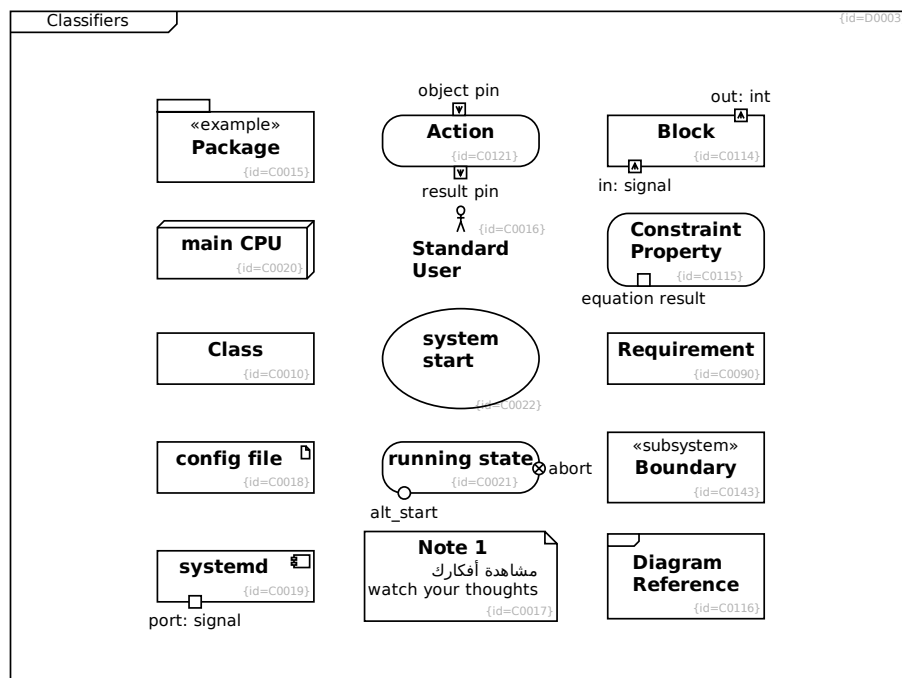 Classifiers
{id=D0003
object pin
out: int
«example»
Package
{id=C0015}
Action
{id=C0121}
Block
{id=C0114}
result pin
in: signal
main CPU
{id=C0020}
{id=C0016}
Standard
User
Constraint
Property
{id=C0115}
equation result
Class
{id=C0010}
system
start
{id=C0022}
Requirement
{id=C0090}
config file
{id=C0018}
running state
{id=C0021}
abort
alt_start
«subsystem»
Boundary
{id=C0143}
systemd
{id=C0019}
port: signal
Note 1
مشاهدة أفكارك
watch your thoughts
{id=C0017}
Diagram
Reference
{id=C0116}